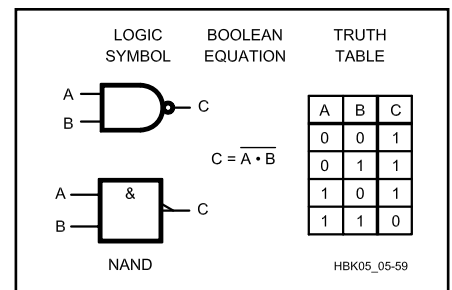 LOGIC SYMBOL
BOOLEAN EQUATION
TRUTH TABLE
A
B
C
C = A • B
A
B
&
C
A B C
0 0 1
0 1 1
1 0 1
1 1 0
NAND
HBK05_05-59